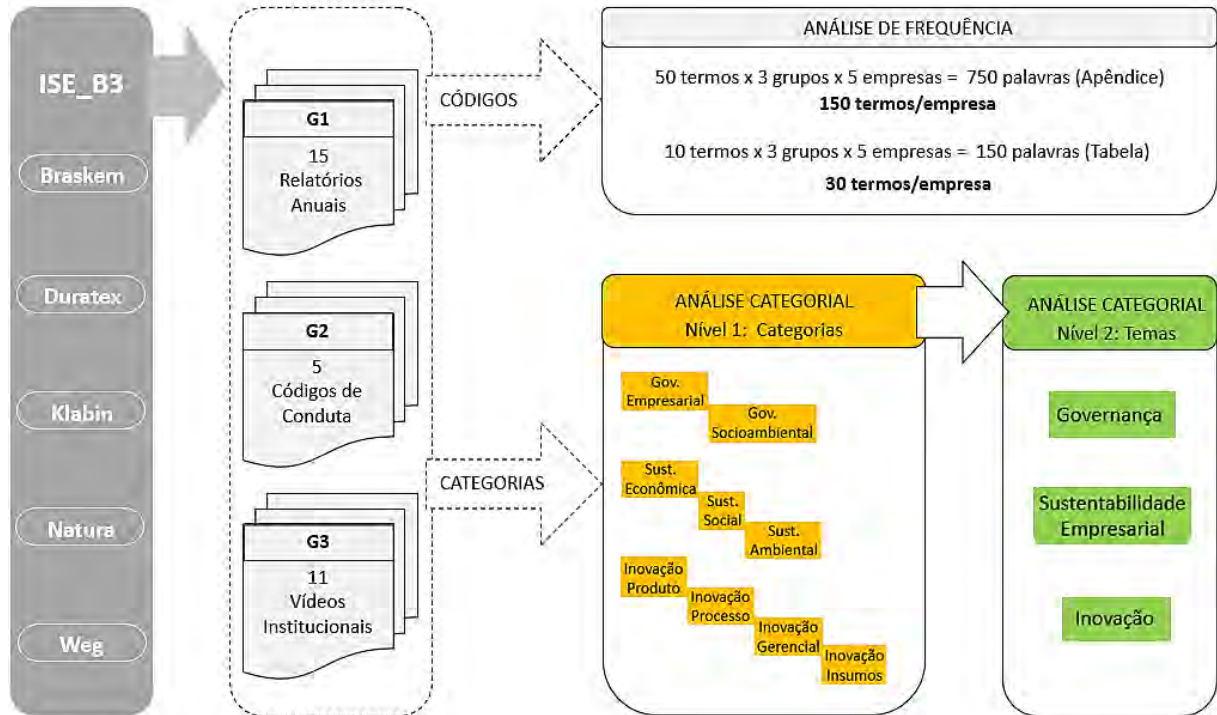 ISE_B3
Braskem
Duratex
Klabin
Natura
Weg
G1
15
Relatórios
Anuais
G2
5
Códigos de
Conduta
G3
11
Vídeos
Institucionais
CÓDIGOS
CATEGORIAS
ANÁLISE DE FREQUÊNCIA
50 termos x 3 grupos x 5 empresas = 750 palavras (Apêndice)
150 termos/empresa
10 termos x 3 grupos x 5 empresas = 150 palavras (Tabela)
30 termos/empresa
ANÁLISE CATEGORIAL
Nível 1: Categorias
Gov.
Empresarial
Gov.
Socioambiental
Sust.
Econômica
Sust.
Social
Sust.
Ambiental
Inovação
Produto
Inovação
Processo
Inovação
Gerencial
Inovação
Insumos
ANÁLISE CATEGORIAL
Nível 2: Temas
Governança
Sustentabilidade
Empresarial
Inovação